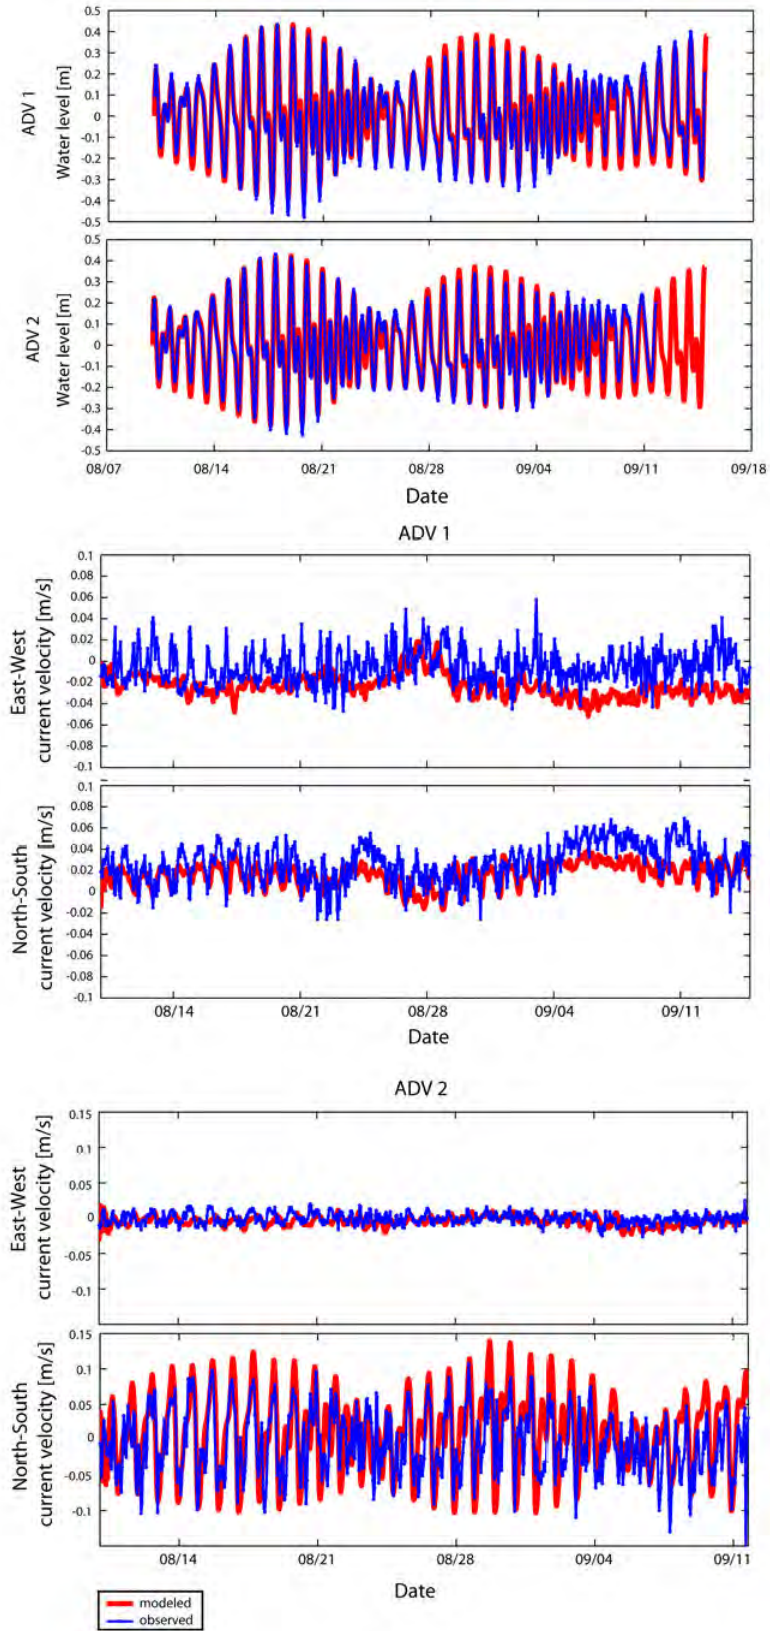 0.5
0.4
0.3
0.2
0.1
0
-0.1
-0.2
-0.3
-0.4
-0.5
ADV 1
Water level [m]
0.5
0.4
0.3
0.2
0.1
0
-0.1
-0.2
-0.3
-0.4
-0.5
ADV 2
Water level [m]
08/07 08/14 08/21 08/28 09/04 09/11 09/18
Date
ADV 1
0.1
0.08
0.06
0.04
0.02
0
-0.02
-0.04
-0.06
-0.08
-0.1
East-West
current velocity [m/s]
0.1
0.08
0.06
0.04
0.02
0
-0.02
-0.04
-0.06
-0.08
-0.1
North-South
current velocity [m/s]
08/14 08/21 08/28 09/04 09/11
Date
ADV 2
0.15
0.1
0.05
0
-0.05
-0.1
East-West
current velocity [m/s]
0.15
0.1
0.05
0
-0.05
-0.1
North-South
current velocity [m/s]
08/14 08/21 08/28 09/04 09/11
Date
modeled
observed